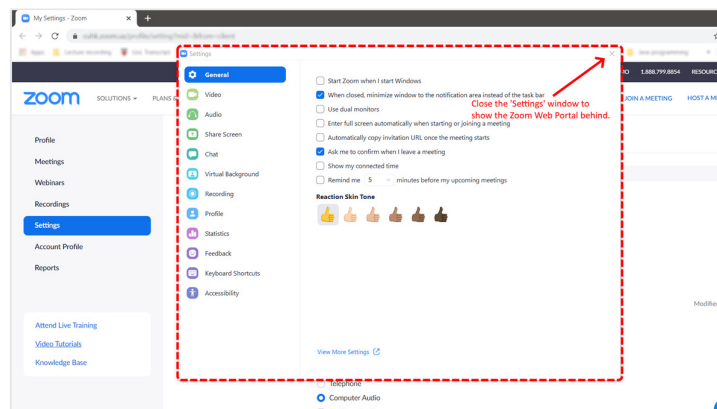 My Settings - Zoom
Settings
1.888.799.8854 RESOURC
zoom SOLUTIONS PLANS &
JOIN A MEETING HOST A M
Profile
Meetings
Webinars
Recordings
Settings
Account Profile
Reports
Attend Live Training
Video Tutorials
Knowledge Base
General
Video
Audio
Share Screen
Chat
Virtual Background
Recording
Profile
Statistics
Feedback
Keyboard Shortcuts
Accessibility
Start Zoom when I start Windows
When closed, minimize window to the notification area instead of the task bar
Use dual monitors
Enter full screen automatically when starting or joining a meeting
Automatically copy invitation URL once the meeting starts
Ask me to confirm when I leave a meeting
Show my connected time
Remind me 5 minutes before my upcoming meetings
Close the 'Settings' window to
show the Zoom Web Portal behind.
Reaction Skin Tone
View More Settings
Modifie
Telephone
Computer Audio